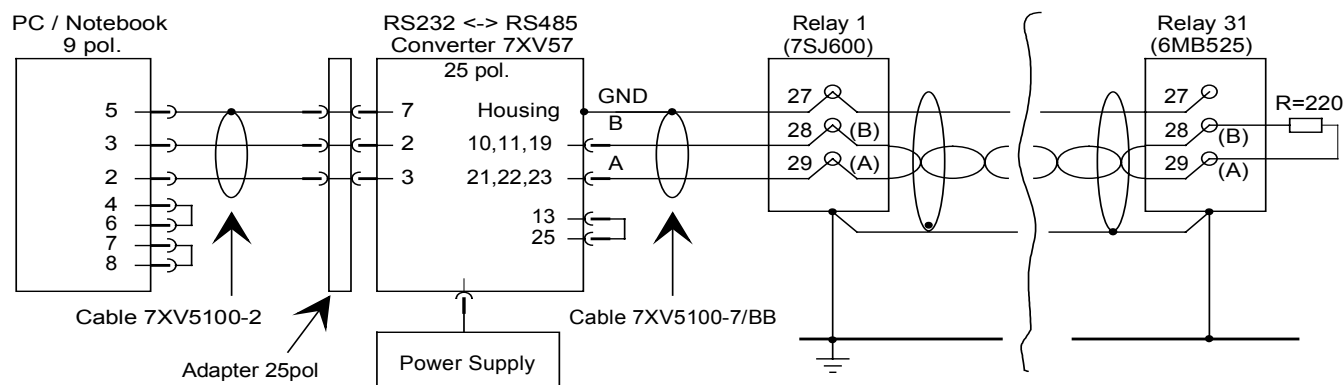 PC / Notebook
9 pol.
5
3
2
4
6
7
8
Cable 7XV5100-2
Adapter 25pol
RS232 <-> RS485
Converter 7XV57
25 pol.
7
2
3
Housing
10,11,19
21,22,23
13
25
Power Supply
GND
B
A
Cable 7XV5100-7/BB
Relay 1
(7SJ600)
27
28
(B)
29
(A)
Relay 31
(6MB525)
27
28
(B)
29
(A)
R=220